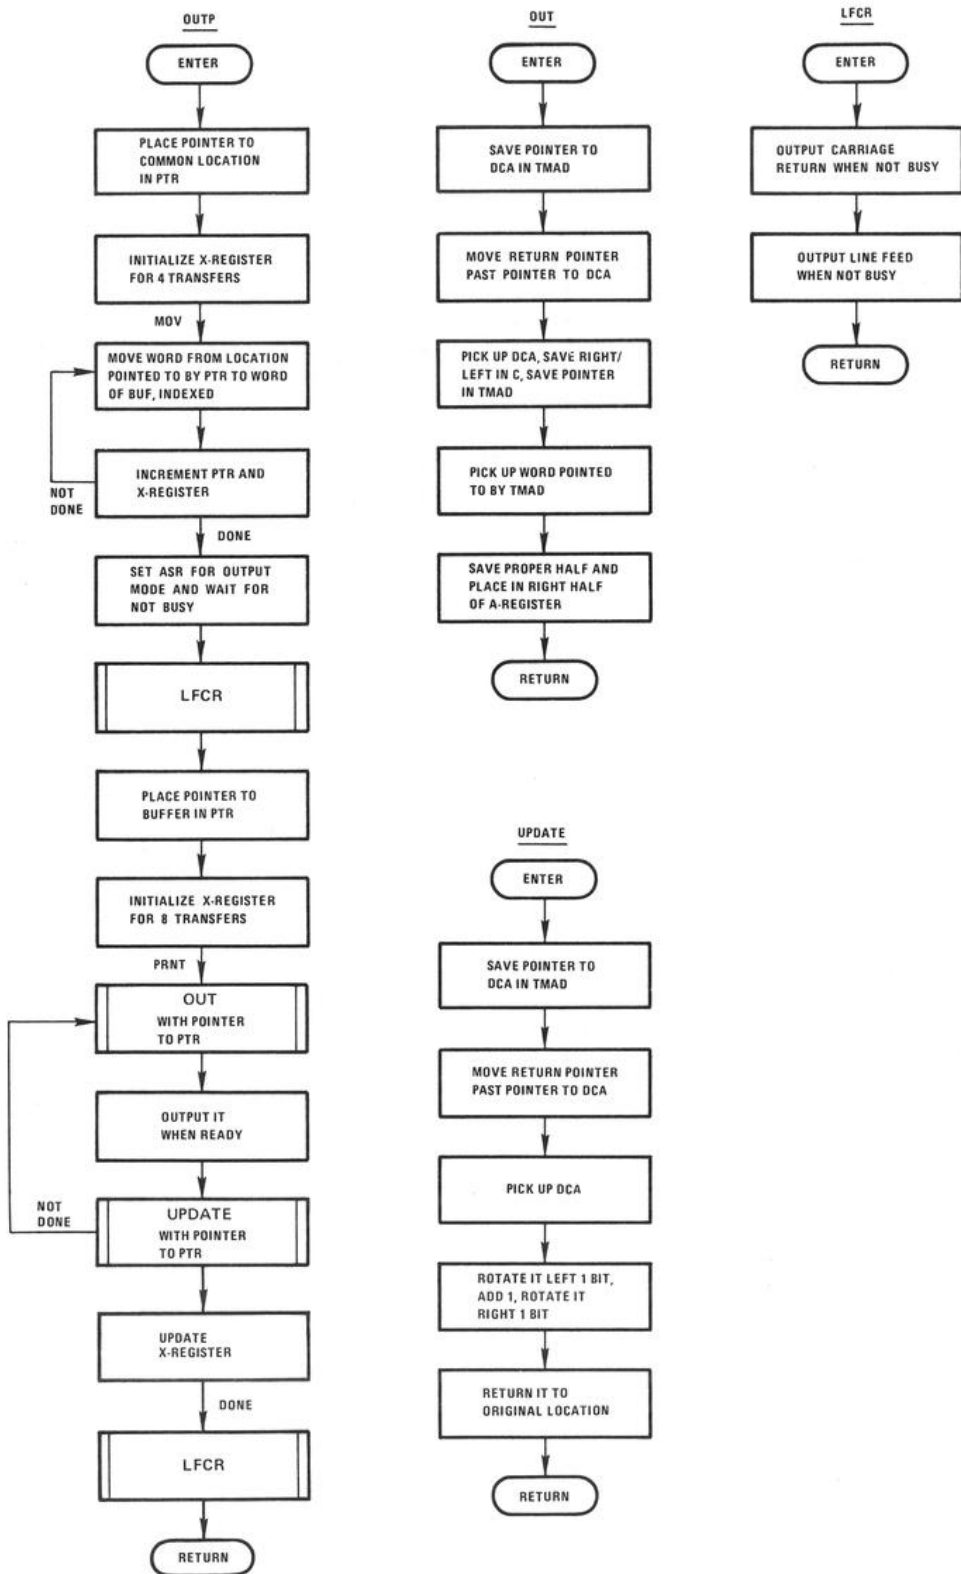 OUTP
ENTER
PLACE POINTER TO
COMMON LOCATION
IN PTR
INITIALIZE X-REGISTER
FOR 4 TRANSFERS
MOV
MOVE WORD FROM LOCATION
POINTED TO BY PTR TO WORD
OF BUF, INDEXED
INCREMENT PTR AND
X-REGISTER
NOT
DONE
DONE
SET ASR FOR OUTPUT
MODE AND WAIT FOR
NOT BUSY
LFCR
PLACE POINTER TO
BUFFER IN PTR
INITIALIZE X-REGISTER
FOR 8 TRANSFERS
PRNT
OUT
WITH POINTER
TO PTR
OUTPUT IT
WHEN READY
NOT
DONE
UPDATE
WITH POINTER
TO PTR
UPDATE
X-REGISTER
DONE
LFCR
RETURN
OUT
ENTER
SAVE POINTER TO
DCA IN TMAD
MOVE RETURN POINTER
PAST POINTER TO DCA
PICK UP DCA, SAVE RIGHT/
LEFT IN C, SAVE POINTER
IN TMAD
PICK UP WORD POINTED
TO BY TMAD
SAVE PROPER HALF AND
PLACE IN RIGHT HALF
OF A-REGISTER
RETURN
LFCR
ENTER
OUTPUT CARRIAGE
RETURN WHEN NOT BUSY
OUTPUT LINE FEED
WHEN NOT BUSY
RETURN
UPDATE
ENTER
SAVE POINTER TO
DCA IN TMAD
MOVE RETURN POINTER
PAST POINTER TO DCA
PICK UP DCA
ROTATE IT LEFT 1 BIT,
ADD 1, ROTATE IT
RIGHT 1 BIT
RETURN IT TO
ORIGINAL LOCATION
RETURN